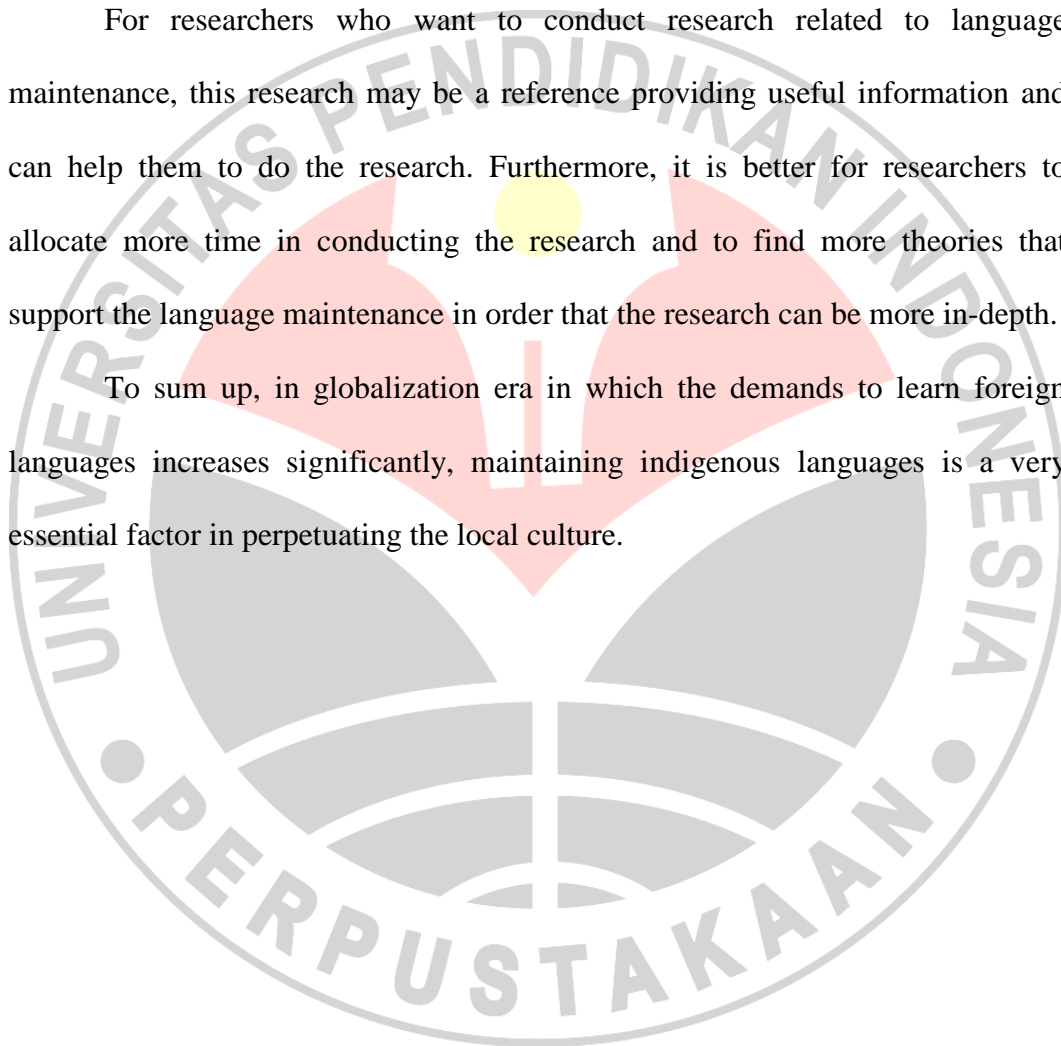 For researchers who want to conduct research related to language
maintenance, this research may be a reference providing useful information and
can help them to do the research. Furthermore, it is better for researchers to
allocate more time in conducting the research and to find more theories that
support the language maintenance in order that the research can be more in-depth.
To sum up, in globalization era in which the demands to learn foreign
languages increases significantly, maintaining indigenous languages is a very
essential factor in perpetuating the local culture.
UNIVERSITAS PENDIDIKAN INDONESIA
PERPUSTAKAAN